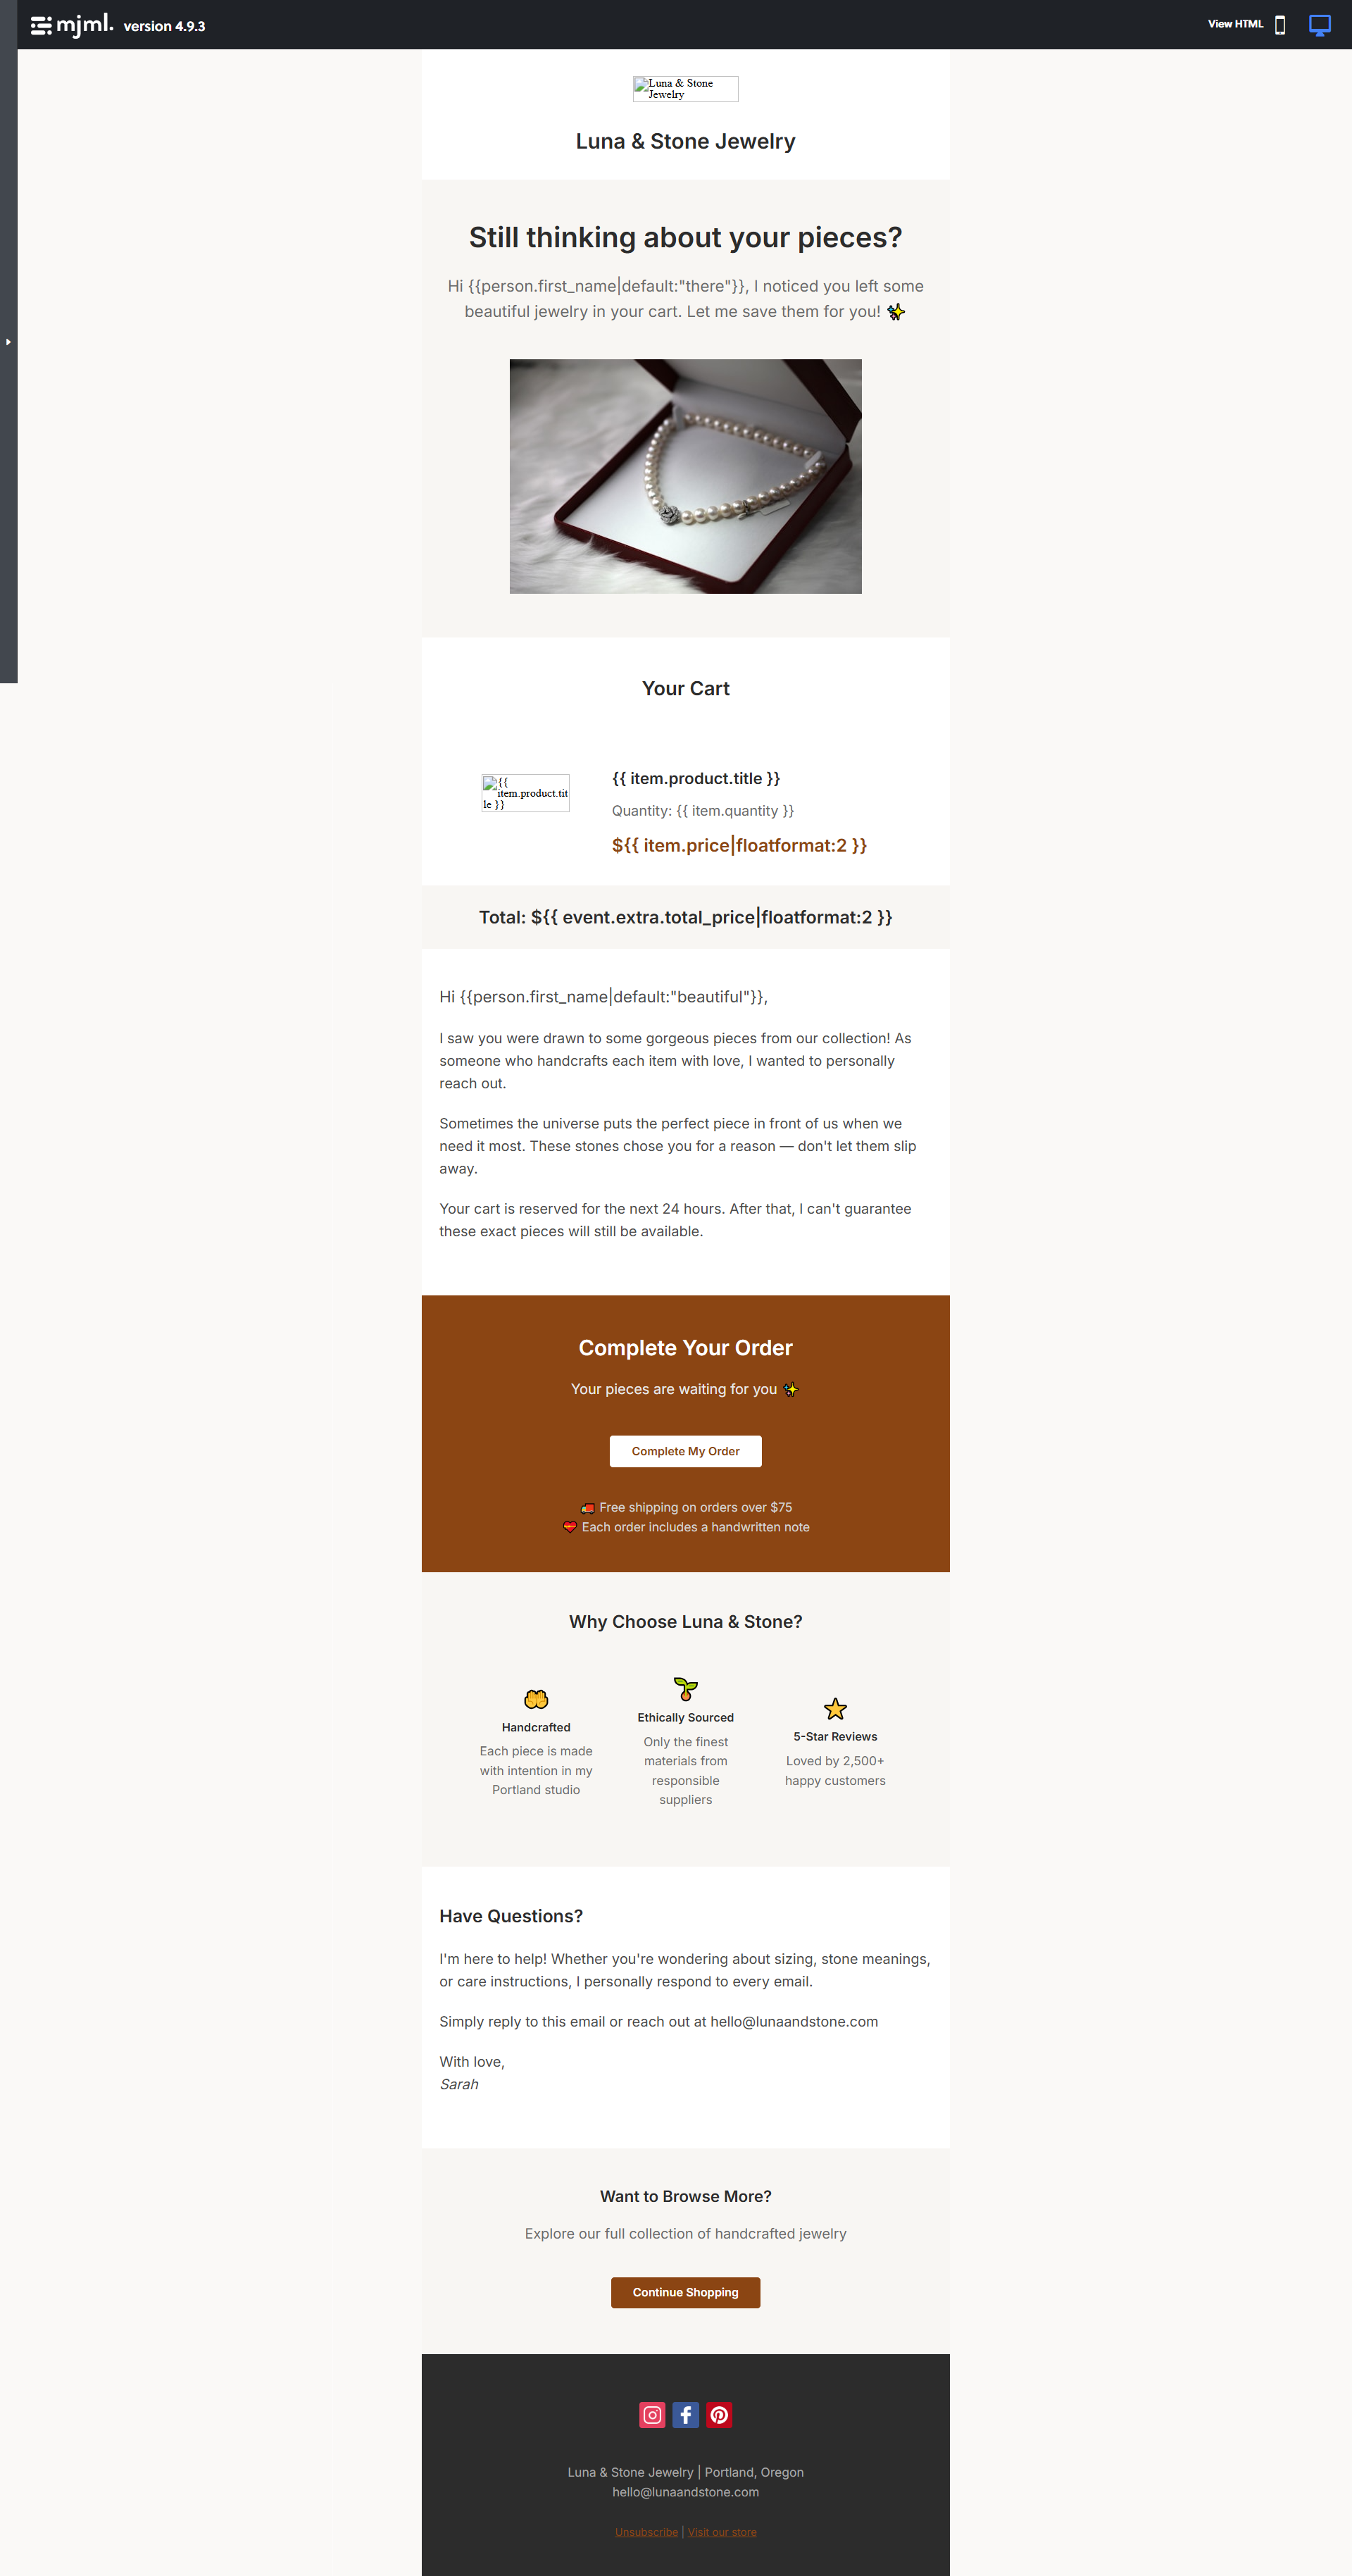 mjml. version 4.9.3
View HTML
Luna & Stone
Jewelry
Luna & Stone Jewelry
Still thinking about your pieces?
Hi {{person.first_name|default:"there"}}, I noticed you left some
beautiful jewelry in your cart. Let me save them for you! ✨
Your Cart
{{
item.product.tit
le }}
{{ item.product.title }}
Quantity: {{ item.quantity }}
${{ item.price|floatformat:2 }}
Total: ${{ event.extra.total_price|floatformat:2 }}
Hi {{person.first_name|default:"beautiful"}},
I saw you were drawn to some gorgeous pieces from our collection! As
someone who handcrafts each item with love, I wanted to personally
reach out.
Sometimes the universe puts the perfect piece in front of us when we
need it most. These stones chose you for a reason — don't let them slip
away.
Your cart is reserved for the next 24 hours. After that, I can't guarantee
these exact pieces will still be available.
Complete Your Order
Your pieces are waiting for you ✨
Complete My Order
🚚 Free shipping on orders over $75
💝 Each order includes a handwritten note
Why Choose Luna & Stone?
Handcrafted
Each piece is made
with intention in my
Portland studio
Ethically Sourced
Only the finest
materials from
responsible
suppliers
5-Star Reviews
Loved by 2,500+
happy customers
Have Questions?
I'm here to help! Whether you're wondering about sizing, stone meanings,
or care instructions, I personally respond to every email.
Simply reply to this email or reach out at hello@lunaandstone.com
With love,
Sarah
Want to Browse More?
Explore our full collection of handcrafted jewelry
Continue Shopping
Luna & Stone Jewelry | Portland, Oregon
hello@lunaandstone.com
Unsubscribe | Visit our store